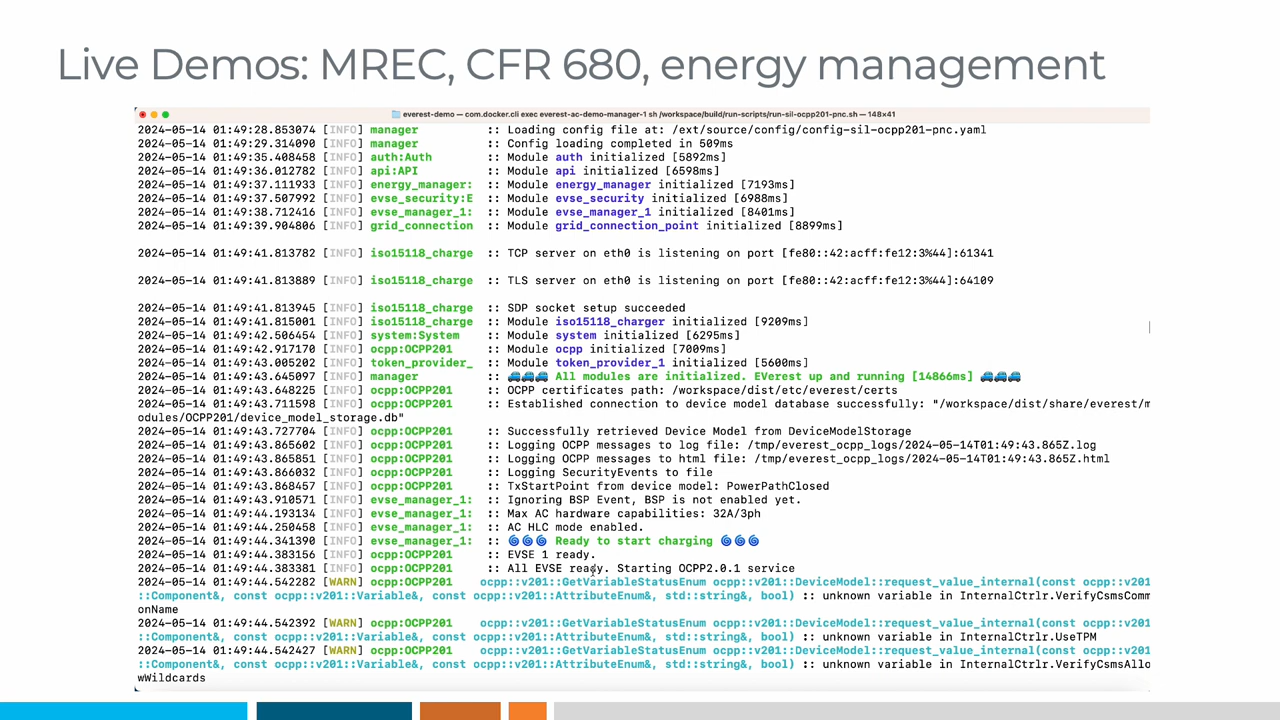 Live Demos: MREC, CFR 680, energy management
everest-demo — com.docker.cli exec everest-ac-demo-manager-1 sh /workspace/build/run-scripts/run-sil-ocpp201-pnc.sh — 148×41
2024-05-14 01:49:28.853074 [INFO] manager :: Loading config file at: /ext/source/config/config-sil-ocpp201-pnc.yaml
2024-05-14 01:49:29.314090 [INFO] manager :: Config loading completed in 509ms
2024-05-14 01:49:35.408458 [INFO] auth:Auth :: Module auth initialized [5892ms]
2024-05-14 01:49:36.012782 [INFO] api:API :: Module api initialized [6598ms]
2024-05-14 01:49:37.111933 [INFO] energy_manager: :: Module energy_manager initialized [7193ms]
2024-05-14 01:49:37.507992 [INFO] evse_security:E :: Module evse_security initialized [6988ms]
2024-05-14 01:49:38.712416 [INFO] evse_manager_1: :: Module evse_manager_1 initialized [8401ms]
2024-05-14 01:49:39.904806 [INFO] grid_connection :: Module grid_connection_point initialized [8899ms]
2024-05-14 01:49:41.813782 [INFO] iso15118_charge :: TCP server on eth0 is listening on port [fe80::42:acff:fe12:3%44]:61341
2024-05-14 01:49:41.813889 [INFO] iso15118_charge :: TLS server on eth0 is listening on port [fe80::42:acff:fe12:3%44]:64109
2024-05-14 01:49:41.813945 [INFO] iso15118_charge :: SDP socket setup succeeded
2024-05-14 01:49:41.815001 [INFO] iso15118_charge :: Module iso15118_charger initialized [9209ms]
2024-05-14 01:49:42.506454 [INFO] system:System :: Module system initialized [6295ms]
2024-05-14 01:49:42.917170 [INFO] ocpp:OCPP201 :: Module ocpp initialized [7009ms]
2024-05-14 01:49:43.005202 [INFO] token_provider_ :: Module token_provider_1 initialized [5600ms]
2024-05-14 01:49:43.645097 [INFO] manager :: 🚙🚙🚙 All modules are initialized. EVerest up and running [14866ms] 🚙🚙🚙
2024-05-14 01:49:43.648225 [INFO] ocpp:OCPP201 :: OCPP certificates path: /workspace/dist/etc/everest/certs
2024-05-14 01:49:43.711598 [INFO] ocpp:OCPP201 :: Established connection to device model database successfully: "/workspace/dist/share/everest/m
odules/OCPP201/device_model_storage.db"
2024-05-14 01:49:43.727704 [INFO] ocpp:OCPP201 :: Successfully retrieved Device Model from DeviceModelStorage
2024-05-14 01:49:43.865602 [INFO] ocpp:OCPP201 :: Logging OCPP messages to log file: /tmp/everest_ocpp_logs/2024-05-14T01:49:43.865Z.log
2024-05-14 01:49:43.865851 [INFO] ocpp:OCPP201 :: Logging OCPP messages to html file: /tmp/everest_ocpp_logs/2024-05-14T01:49:43.865Z.html
2024-05-14 01:49:43.866032 [INFO] ocpp:OCPP201 :: Logging SecurityEvents to file
2024-05-14 01:49:43.868457 [INFO] ocpp:OCPP201 :: TxStartPoint from device model: PowerPathClosed
2024-05-14 01:49:43.910571 [INFO] evse_manager_1: :: Ignoring BSP Event, BSP is not enabled yet.
2024-05-14 01:49:44.193134 [INFO] evse_manager_1: :: Max AC hardware capabilities: 32A/3ph
2024-05-14 01:49:44.250458 [INFO] evse_manager_1: :: AC HLC mode enabled.
2024-05-14 01:49:44.341390 [INFO] evse_manager_1: :: 🌀🌀🌀 Ready to start charging 🌀🌀🌀
2024-05-14 01:49:44.383156 [INFO] ocpp:OCPP201 :: EVSE 1 ready.
2024-05-14 01:49:44.383381 [INFO] ocpp:OCPP201 :: All EVSE ready. Starting OCPP2.0.1 service
2024-05-14 01:49:44.542282 [WARN] ocpp:OCPP201 ocpp::v201::GetVariableStatusEnum ocpp::v201::DeviceModel::request_value_internal(const ocpp::v201
::Component&, const ocpp::v201::Variable&, const ocpp::v201::AttributeEnum&, std::string&, bool) :: unknown variable in InternalCtrlr.VerifyCsmsComm
onName
2024-05-14 01:49:44.542392 [WARN] ocpp:OCPP201 ocpp::v201::GetVariableStatusEnum ocpp::v201::DeviceModel::request_value_internal(const ocpp::v201
::Component&, const ocpp::v201::Variable&, const ocpp::v201::AttributeEnum&, std::string&, bool) :: unknown variable in InternalCtrlr.UseTPM
2024-05-14 01:49:44.542427 [WARN] ocpp:OCPP201 ocpp::v201::GetVariableStatusEnum ocpp::v201::DeviceModel::request_value_internal(const ocpp::v201
::Component&, const ocpp::v201::Variable&, const ocpp::v201::AttributeEnum&, std::string&, bool) :: unknown variable in InternalCtrlr.VerifyCsmsAllo
wWildcards